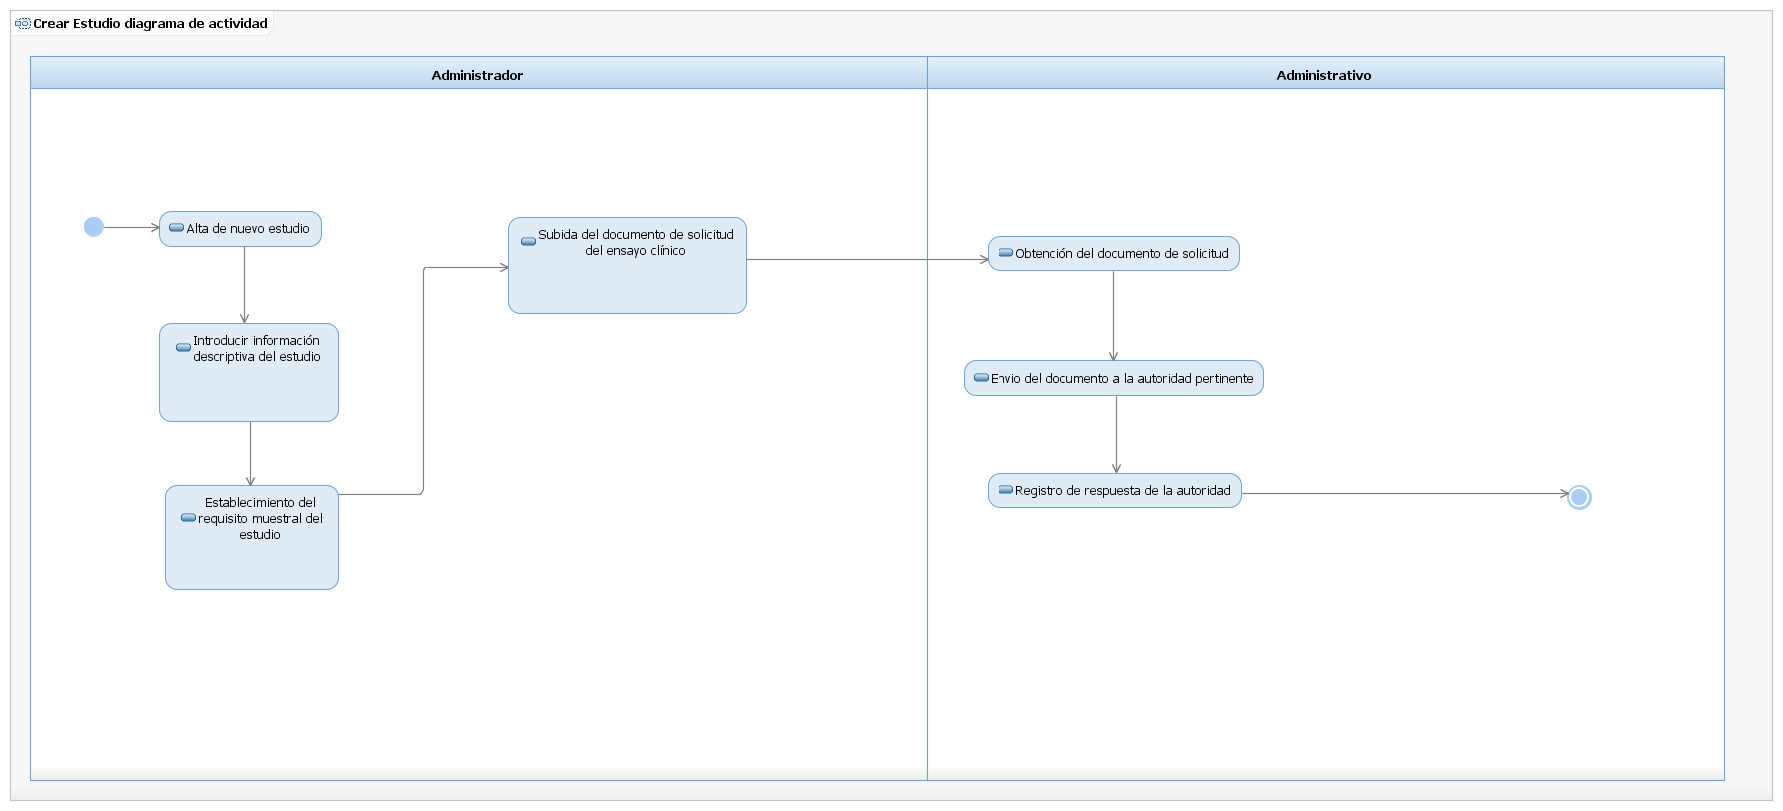 Crear Estudio diagrama de actividad
Administrador
Administrativo
Alta de nuevo estudio
Introducir información
descriptiva del estudio
Establecimiento del
requisito muestral del
estudio
Subida del documento de solicitud
del ensayo clínico
Obtención del documento de solicitud
Envio del documento a la autoridad pertinente
Registro de respuesta de la autoridad